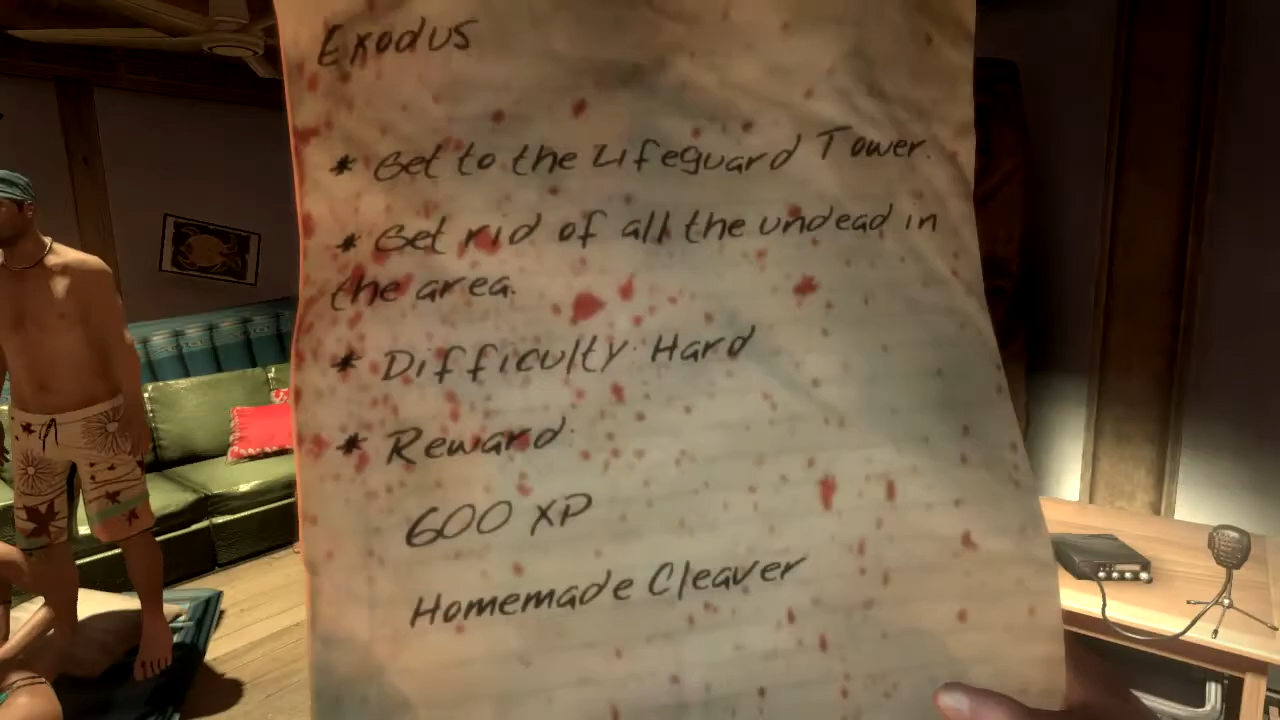 Exodus
* Get to the Lifeguard Tower.
* Get rid of all the undead in
the area.
* Difficulty: Hard
* Reward:
600 XP
Homemade Cleaver